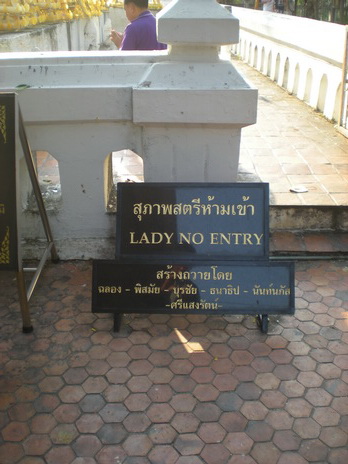 สุภาพสตรีห้ามเข้า
LADY NO ENTRY
สร้างถวายโดย
ฉลอง - พิสมัย - บุรชัย - ธนาธิป - นันท์นภัส
-ศรีแสงรัตน์-